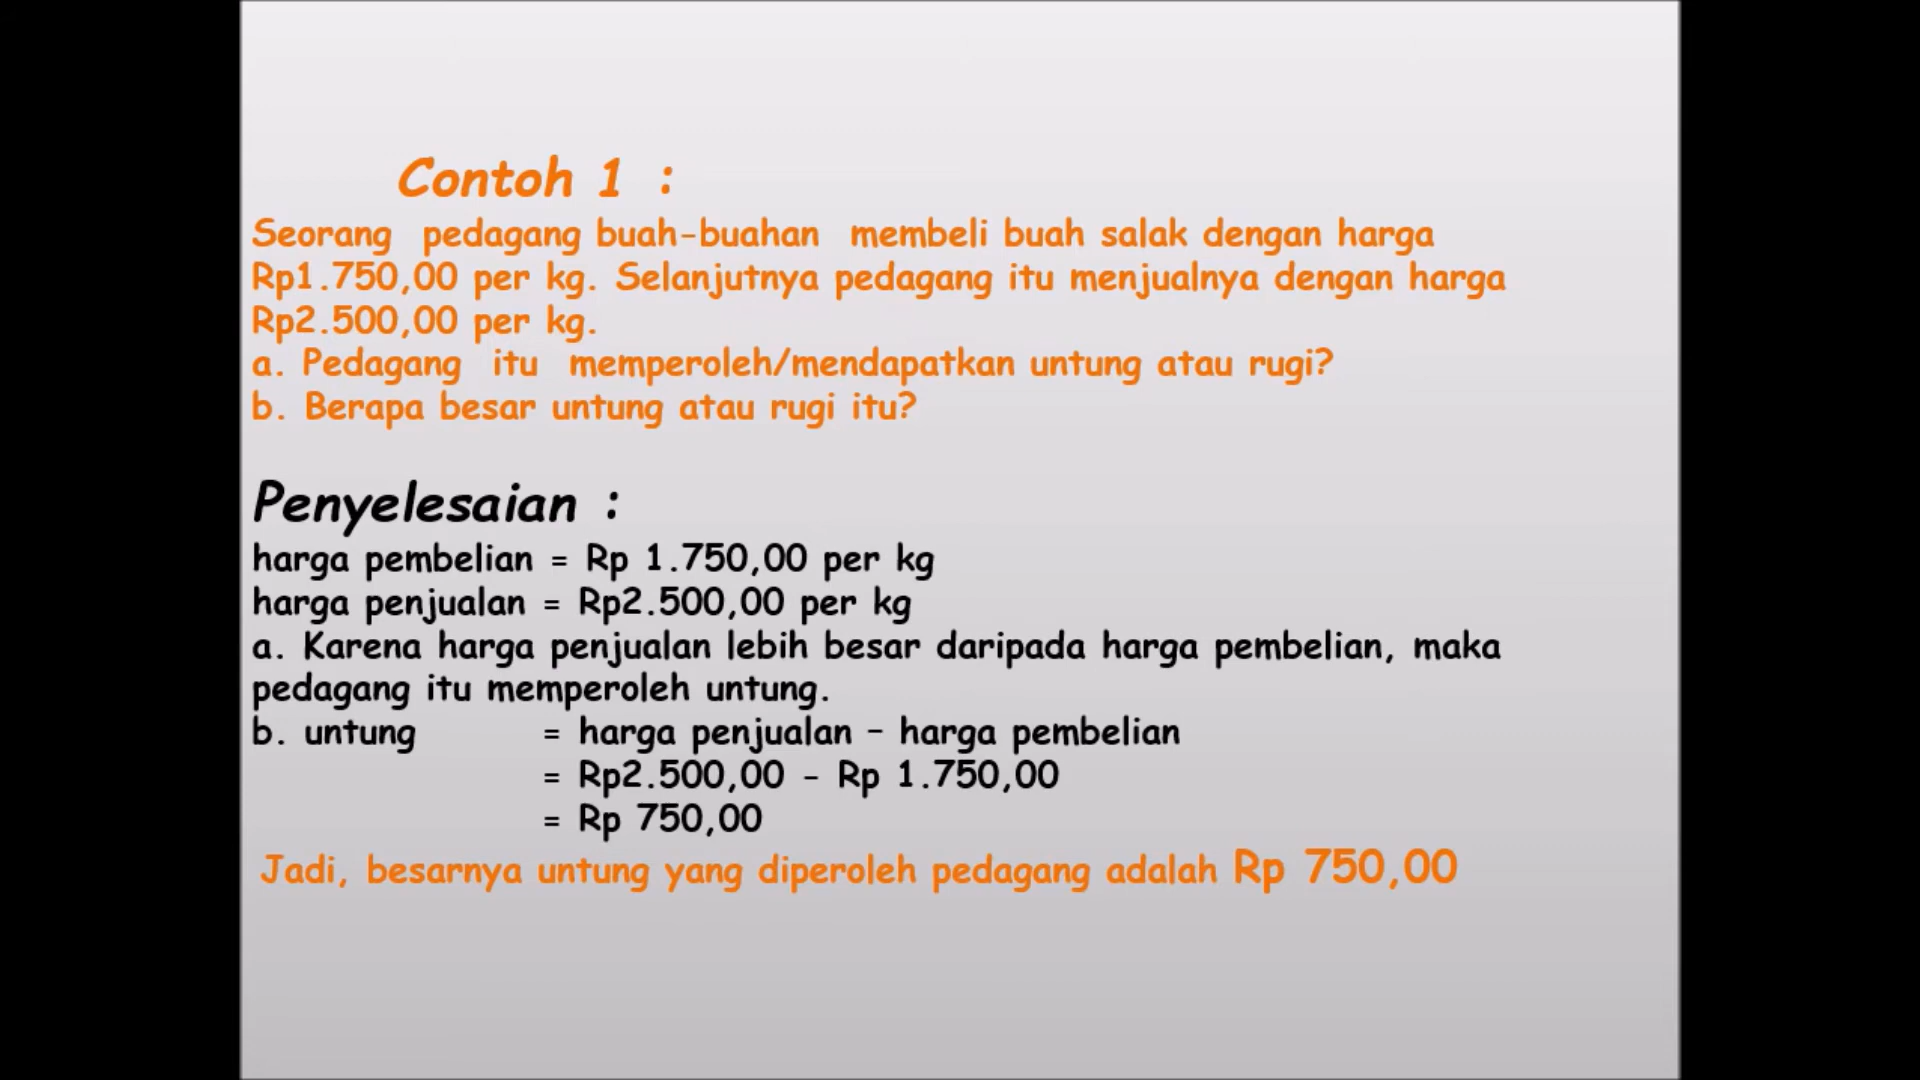 Contoh 1 :
Seorang pedagang buah-buahan membeli buah salak dengan harga
Rp1.750,00 per kg. Selanjutnya pedagang itu menjualnya dengan harga
Rp2.500,00 per kg.
a. Pedagang itu memperoleh/mendapatkan untung atau rugi?
b. Berapa besar untung atau rugi itu?
Penyelesaian :
harga pembelian = Rp 1.750,00 per kg
harga penjualan = Rp2.500,00 per kg
a. Karena harga penjualan lebih besar daripada harga pembelian, maka
pedagang itu memperoleh untung.
b. untung = harga penjualan – harga pembelian
= Rp2.500,00 - Rp 1.750,00
= Rp 750,00
Jadi, besarnya untung yang diperoleh pedagang adalah Rp 750,00